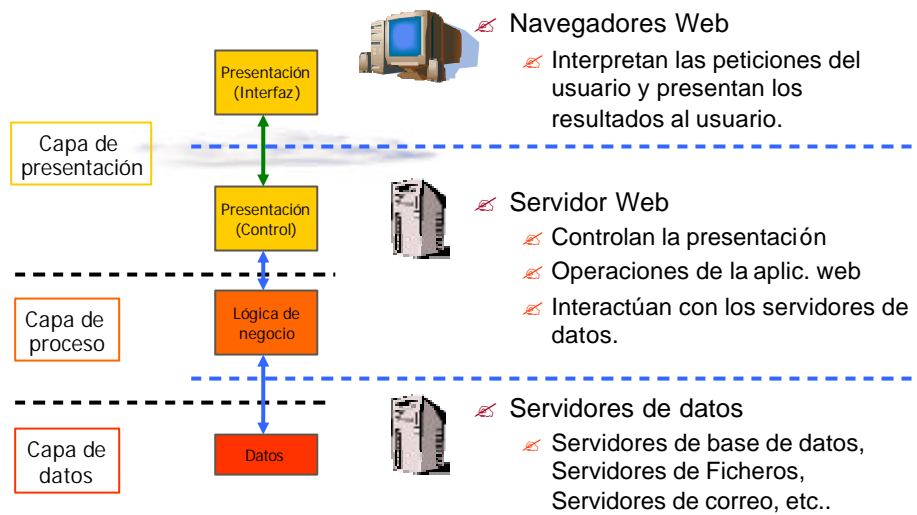 Navegadores Web
Interpretan las peticiones del
usuario y presentan los
resultados al usuario.
Presentación
(Interfaz)
Capa de
presentación
Presentación
(Control)
Servidor Web
Controlan la presentación
Operaciones de la aplic. web
Interactúan con los servidores de
datos.
Capa de
proceso
Lógica de
negocio
Servidores de datos
Servidores de base de datos,
Servidores de Ficheros,
Servidores de correo, etc..
Capa de
datos
Datos